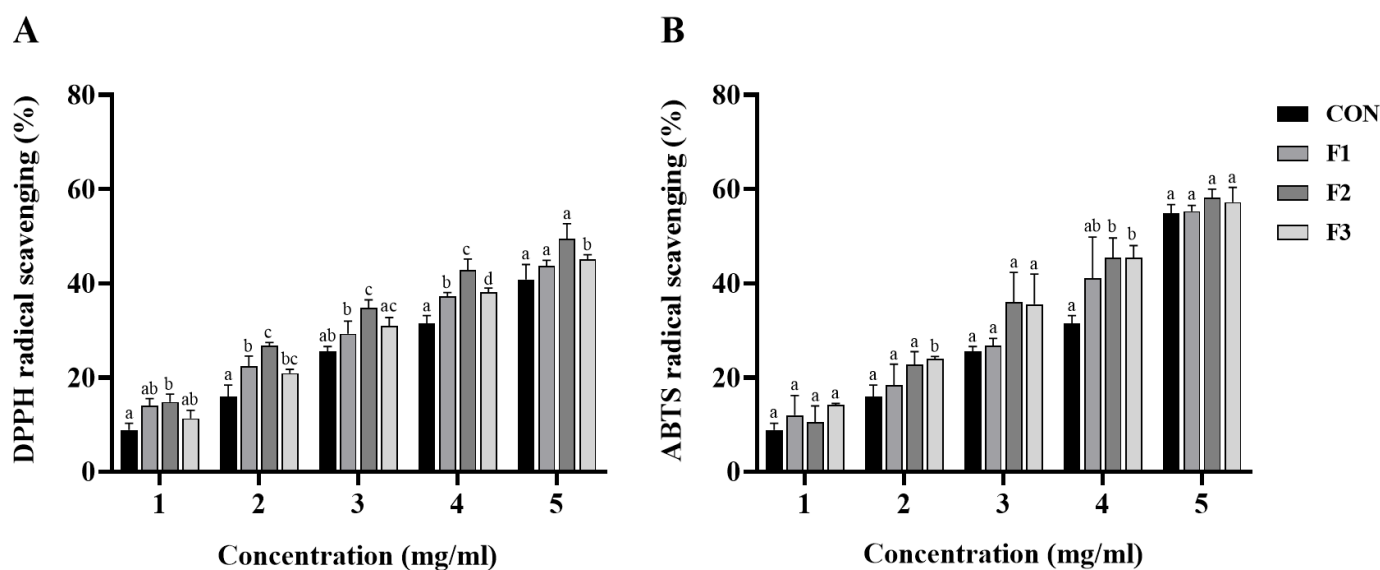 A
B
DPPH radical scavenging (%)
80
60
40
20
0
a
ab
b
ab
a
b
c
bc
ab
b
c
ac
a
b
c
d
a
a
a
b
1
2
3
4
5
Concentration (mg/ml)
ABTS radical scavenging (%)
80
60
40
20
0
a
a
a
a
a
a
a
b
a
a
a
a
a
ab
b
b
a
a
a
a
1
2
3
4
5
Concentration (mg/ml)
CON
F1
F2
F3